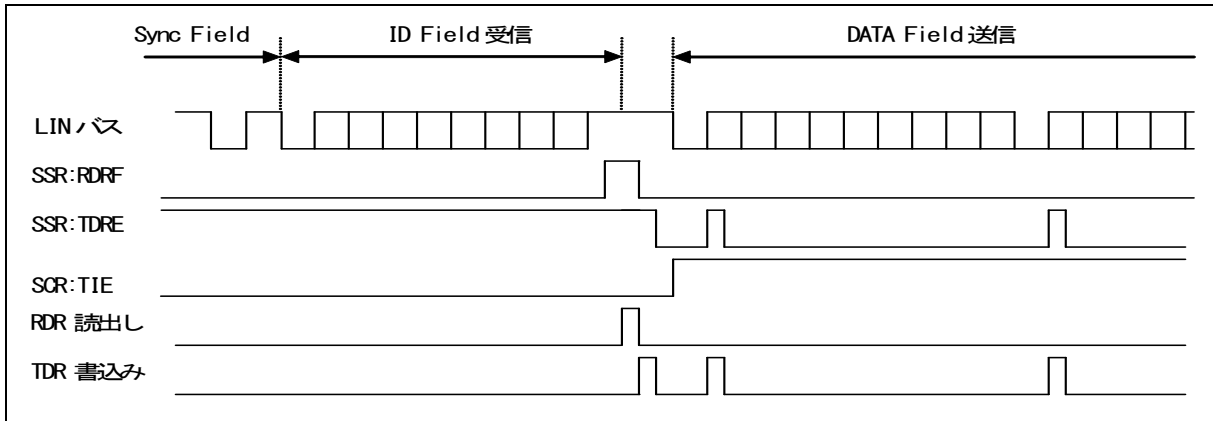 Sync Field
ID Field 受信
DATA Field 送信
LIN バス
SSR:RDRF
SSR:TDRE
SCR:TIE
RDR 読出し
TDR 書込み